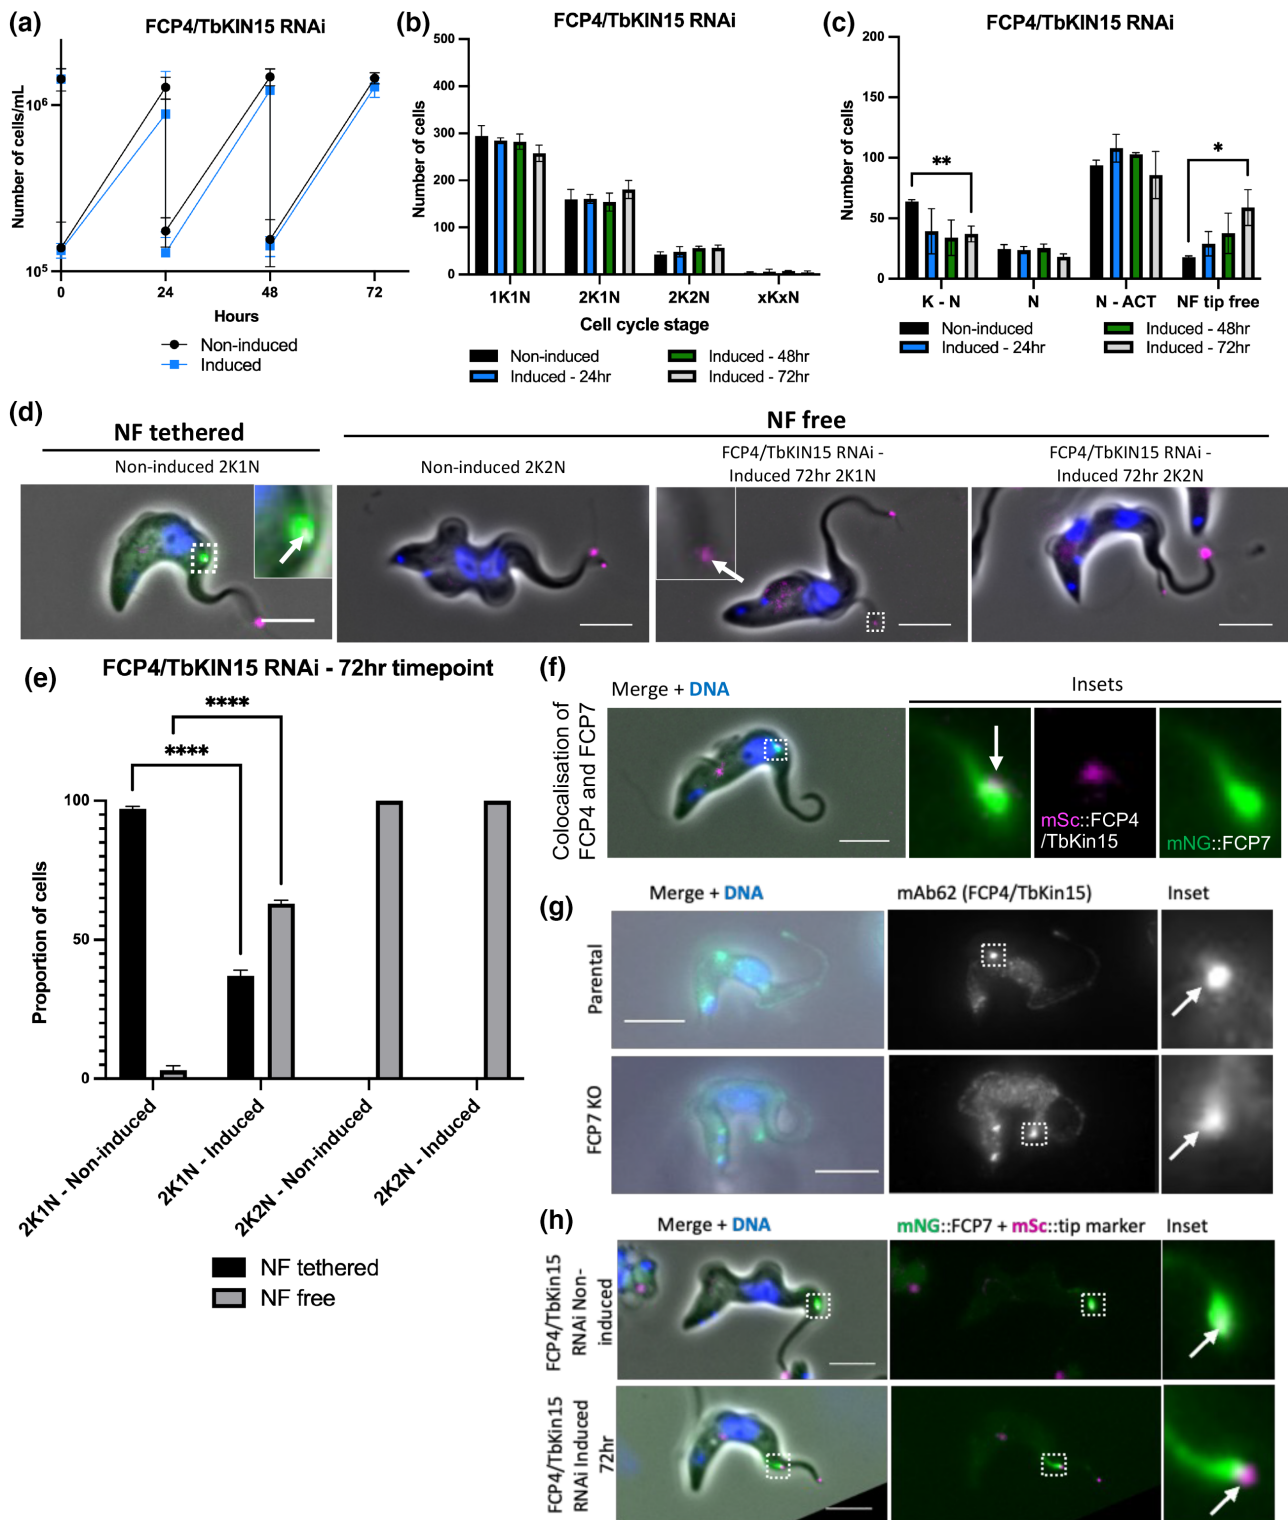 (a)
FCP4/TbKIN15 RNAi
Number of cells/mL
10⁶
10⁵
0
24
48
72
Hours
Non-induced
Induced
(b)
FCP4/TbKIN15 RNAi
Number of cells
500
400
300
200
100
0
1K1N
2K1N
2K2N
xKxN
Cell cycle stage
Non-induced
Induced - 24hr
Induced - 48hr
Induced - 72hr
(c)
FCP4/TbKIN15 RNAi
Number of cells
200
150
100
50
0
**
*
K - N
N
N - ACT
NF tip free
Non-induced
Induced - 24hr
Induced - 48hr
Induced - 72hr
(d)
NF tethered
NF free
Non-induced 2K1N
Non-induced 2K2N
FCP4/TbKIN15 RNAi -
Induced 72hr 2K1N
FCP4/TbKIN15 RNAi -
Induced 72hr 2K2N
(e)
FCP4/TbKIN15 RNAi - 72hr timepoint
****
****
Proportion of cells
100
50
0
2K1N - Non-induced
2K1N - Induced
2K2N - Non-induced
2K2N - Induced
NF tethered
NF free
(f)
Merge + DNA
Insets
Colocalisation of
FCP4 and FCP7
mSc::FCP4
/TbKin15
mNG::FCP7
(g)
Merge + DNA
mAb62 (FCP4/TbKin15)
Inset
Parental
FCP7 KO
(h)
Merge + DNA
mNG::FCP7 + mSc::tip marker
Inset
FCP4/TbKin15
RNAi Non-
induced
FCP4/TbKin15
RNAi Induced
72hr